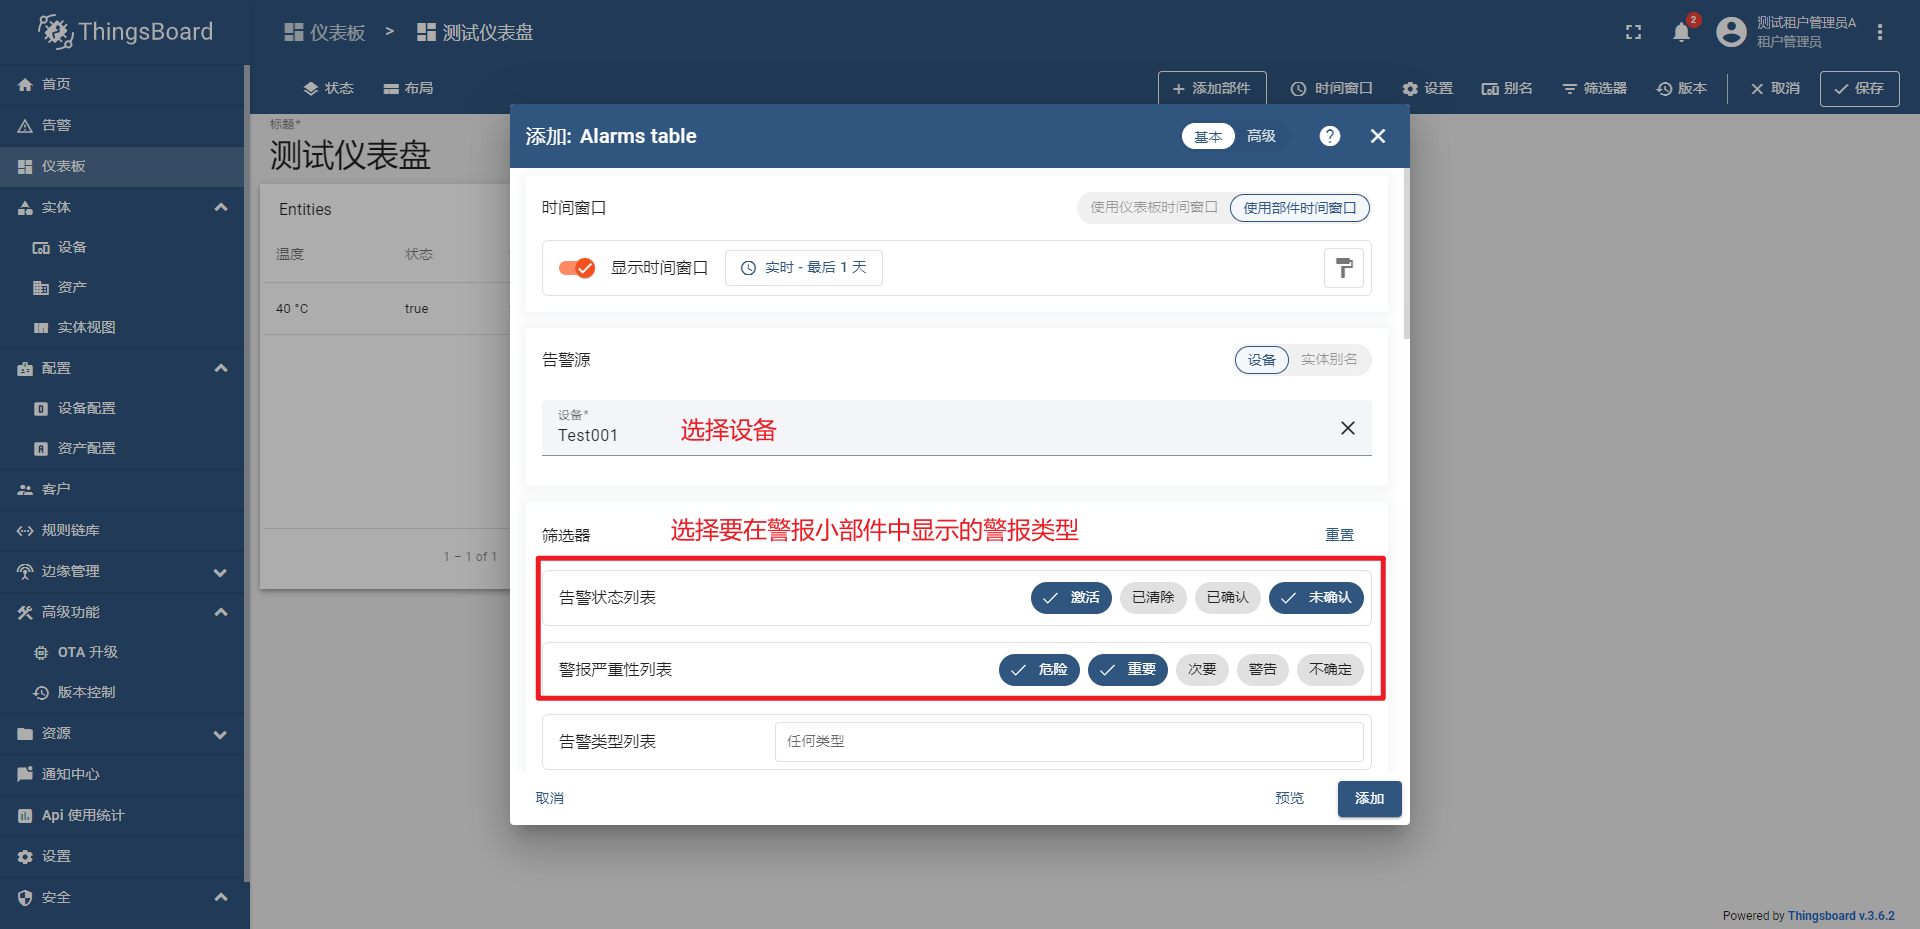 ThingsBoard
仪表板 > 测试仪表盘
2
测试租户管理员A
租户管理员
首页
告警
仪表板
实体
设备
资产
实体视图
配置
设备配置
资产配置
客户
规则链库
边缘管理
高级功能
OTA 升级
版本控制
资源
通知中心
Api 使用统计
设置
安全
状态 布局
添加部件 时间窗口 设置 别名 筛选器 版本 取消 保存
标题*
测试仪表盘
Entities
温度 状态
40 °C true
1 – 1 of 1
添加: Alarms table
基本 高级
时间窗口
使用仪表板时间窗口 使用部件时间窗口
显示时间窗口 实时 - 最后 1 天
告警源
设备 实体别名
设备*
Test001
选择设备
筛选器
选择要在警报小部件中显示的警报类型
重置
告警状态列表
激活 已清除 已确认 未确认
警报严重性列表
危险 重要 次要 警告 不确定
告警类型列表
任何类型
取消 预览 添加
Powered by Thingsboard v.3.6.2